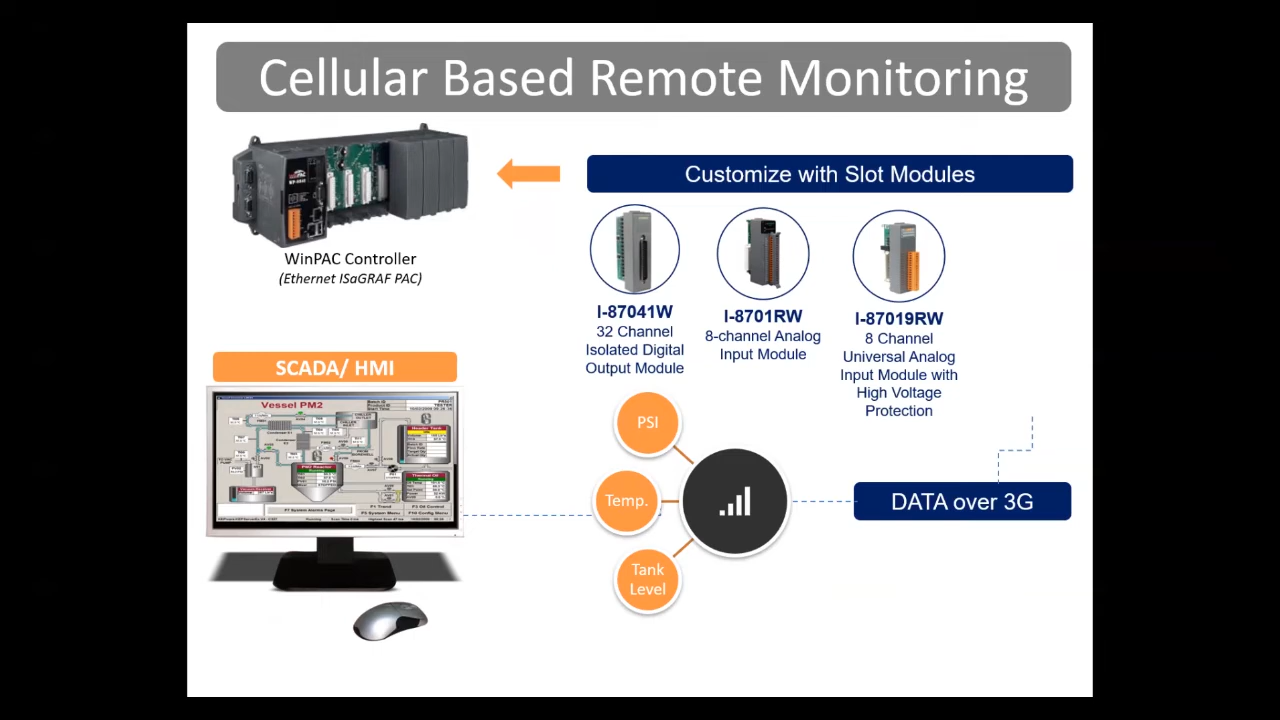 Cellular Based Remote Monitoring
Customize with Slot Modules
WinPAC Controller
(Ethernet ISaGRAF PAC)
I-87041W
32 Channel
Isolated Digital
Output Module
I-8701RW
8-channel Analog
Input Module
I-87019RW
8 Channel
Universal Analog
Input Module with
High Voltage
Protection
SCADA/ HMI
Vessel PM2
PSI
Temp.
Tank
Level
DATA over 3G